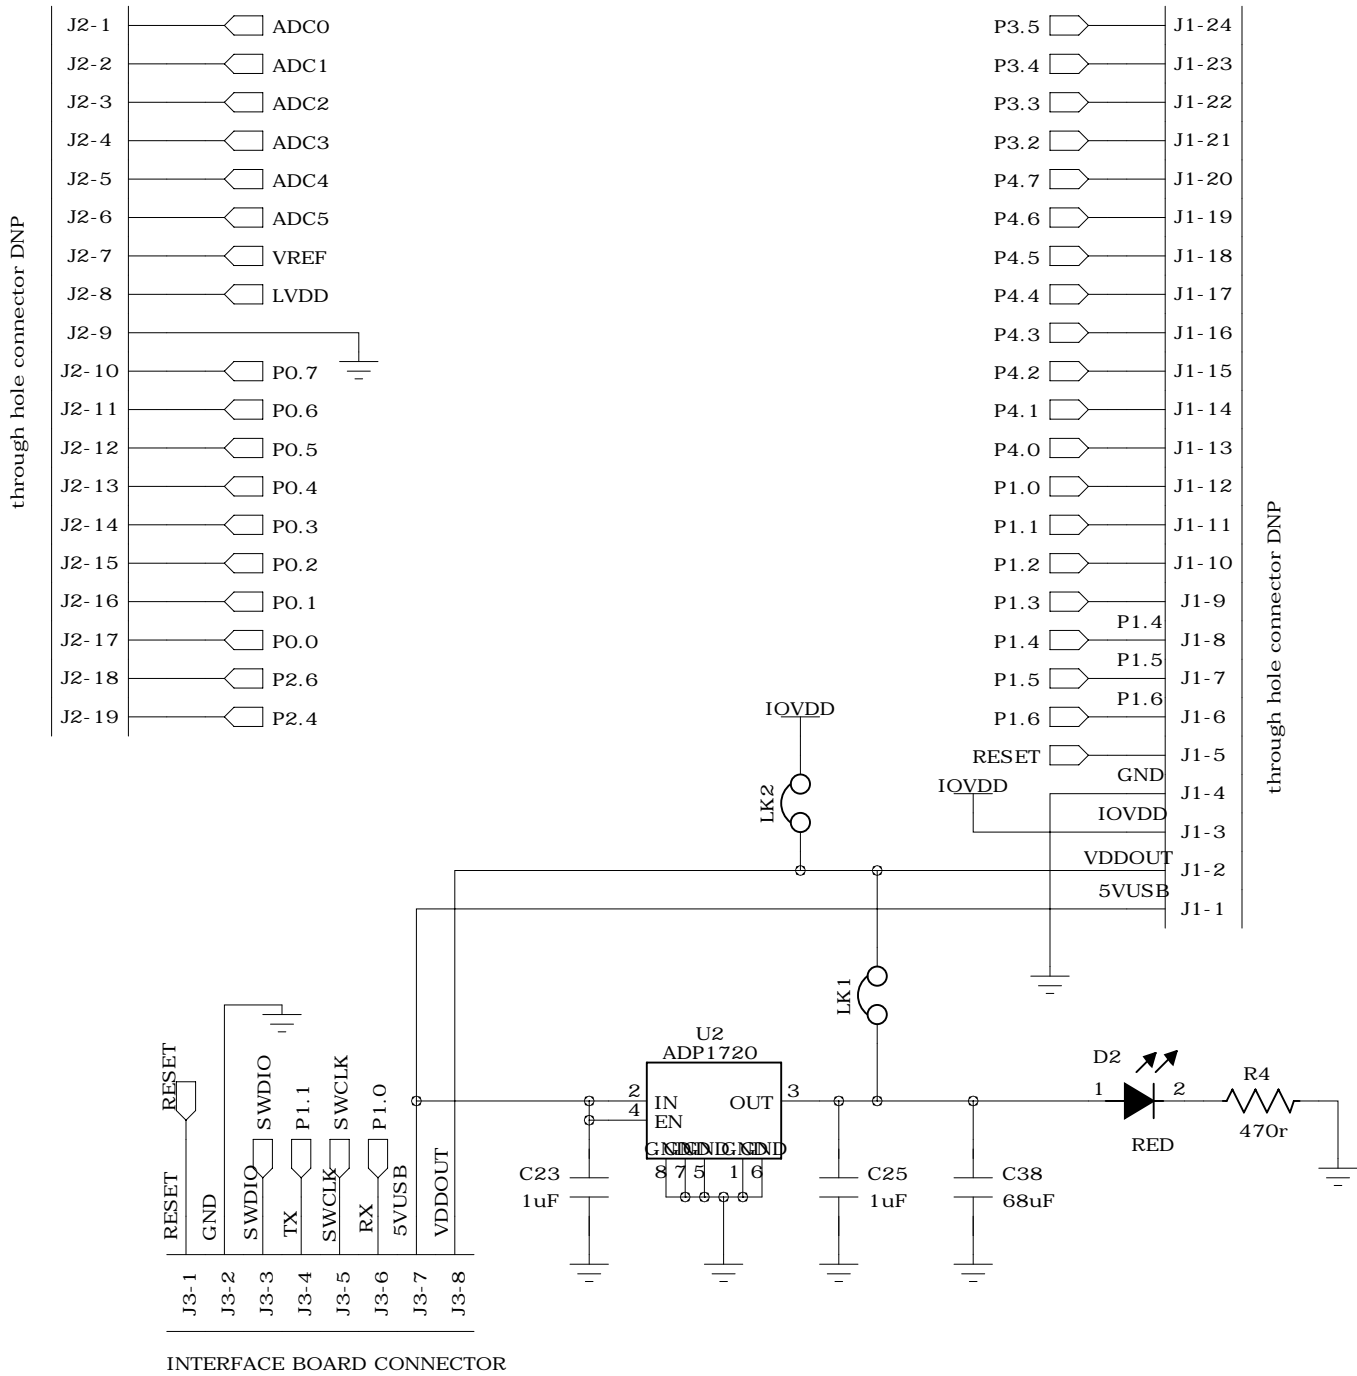 J2-1 ADC0
J2-2 ADC1
J2-3 ADC2
J2-4 ADC3
J2-5 ADC4
J2-6 ADC5
J2-7 VREF
J2-8 LVDD
J2-9
J2-10 P0.7
J2-11 P0.6
J2-12 P0.5
J2-13 P0.4
J2-14 P0.3
J2-15 P0.2
J2-16 P0.1
J2-17 P0.0
J2-18 P2.6
J2-19 P2.4
through hole connector DNP
P3.5 J1-24
P3.4 J1-23
P3.3 J1-22
P3.2 J1-21
P4.7 J1-20
P4.6 J1-19
P4.5 J1-18
P4.4 J1-17
P4.3 J1-16
P4.2 J1-15
P4.1 J1-14
P4.0 J1-13
P1.0 J1-12
P1.1 J1-11
P1.2 J1-10
P1.3 J1-9
P1.4 P1.4 J1-8
P1.5 P1.5 J1-7
P1.6 P1.6 J1-6
RESET J1-5
GND J1-4
IOVDD IOVDD J1-3
VDDOUT J1-2
5VUSB J1-1
through hole connector DNP
IOVDD
LK2
LK1
U2
ADP1720
2 IN OUT 3
4 EN
GND GND GND GND GND
8 7 5 1 6
C23
1uF
C25
1uF
C38
68uF
D2
1 2
RED
R4
470r
RESET SWDIO P1.1 SWCLK P1.0
RESET GND SWDIO TX SWCLK RX 5VUSB VDDOUT
J3-1 J3-2 J3-3 J3-4 J3-5 J3-6 J3-7 J3-8
INTERFACE BOARD CONNECTOR